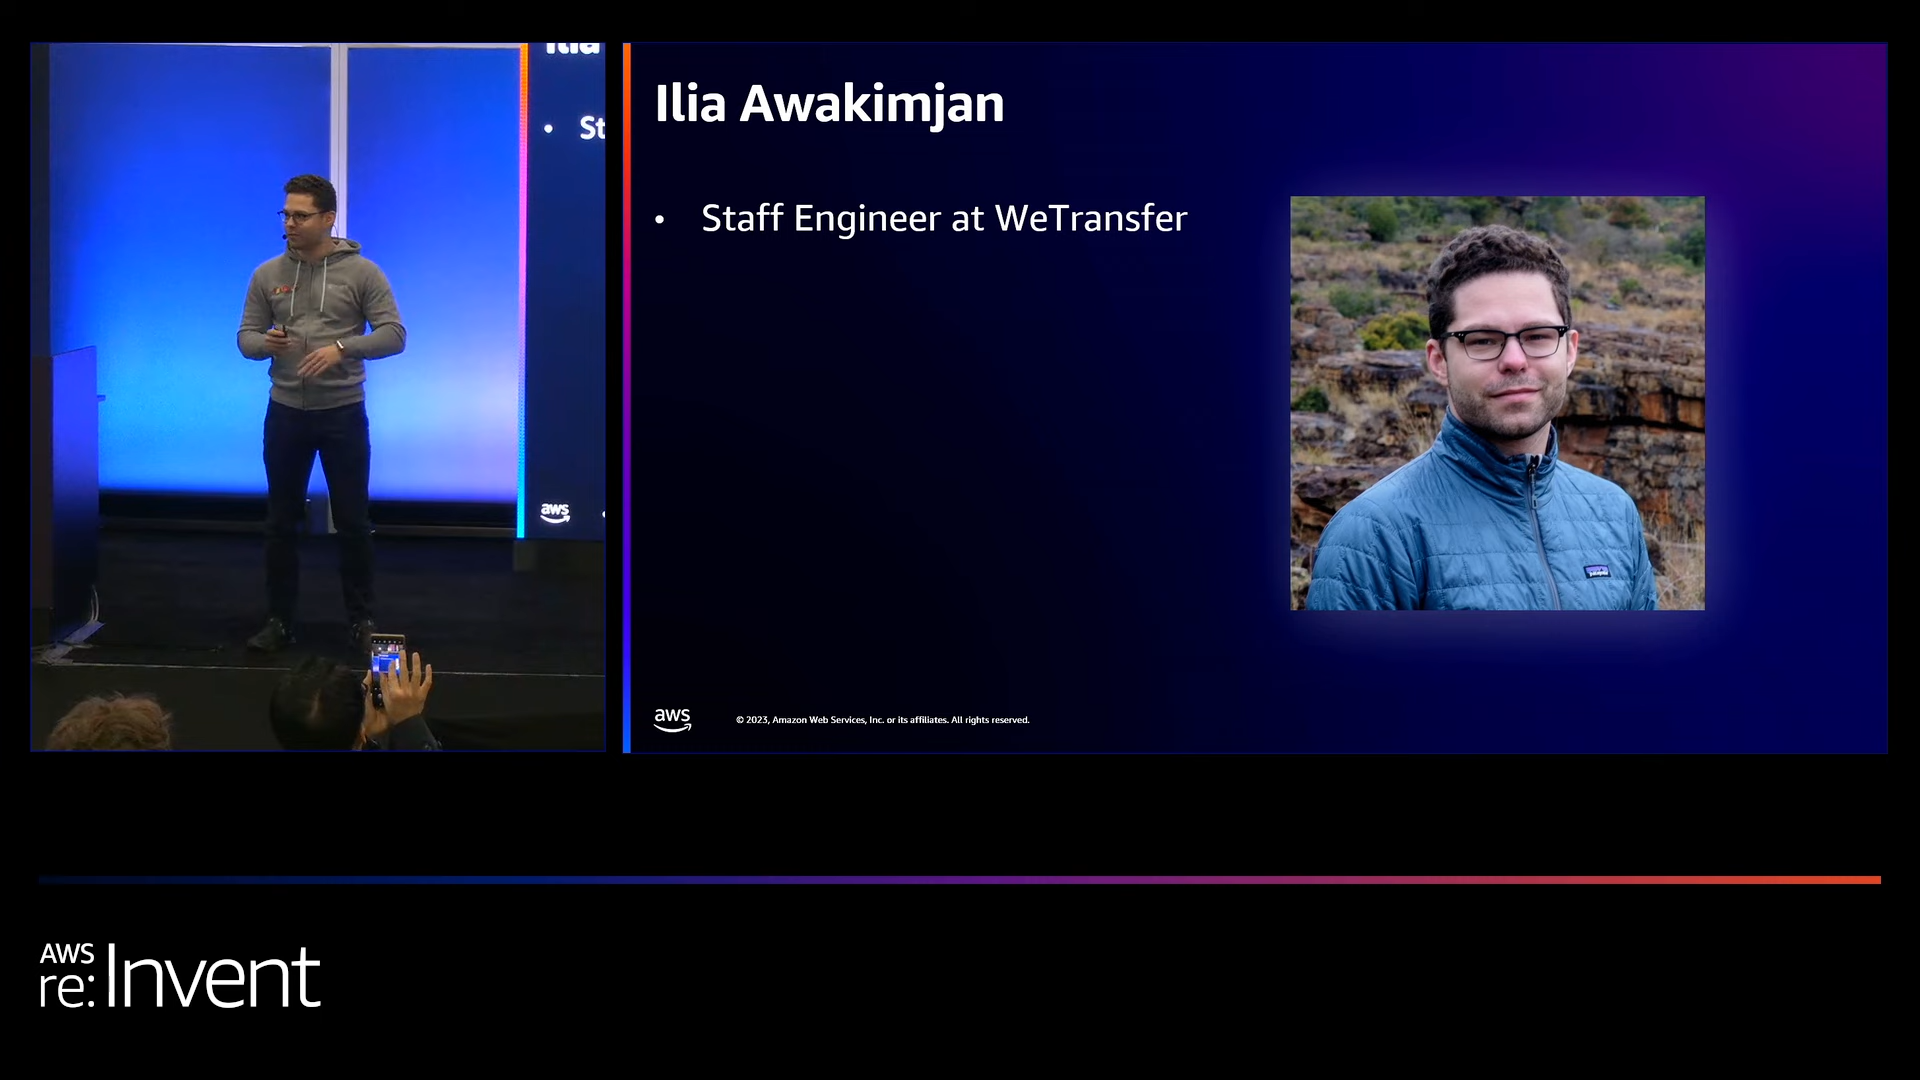 Ilia
• St
aws
Ilia Awakimjan
• Staff Engineer at WeTransfer
aws
© 2023, Amazon Web Services, Inc. or its affiliates. All rights reserved.
AWS
re:Invent